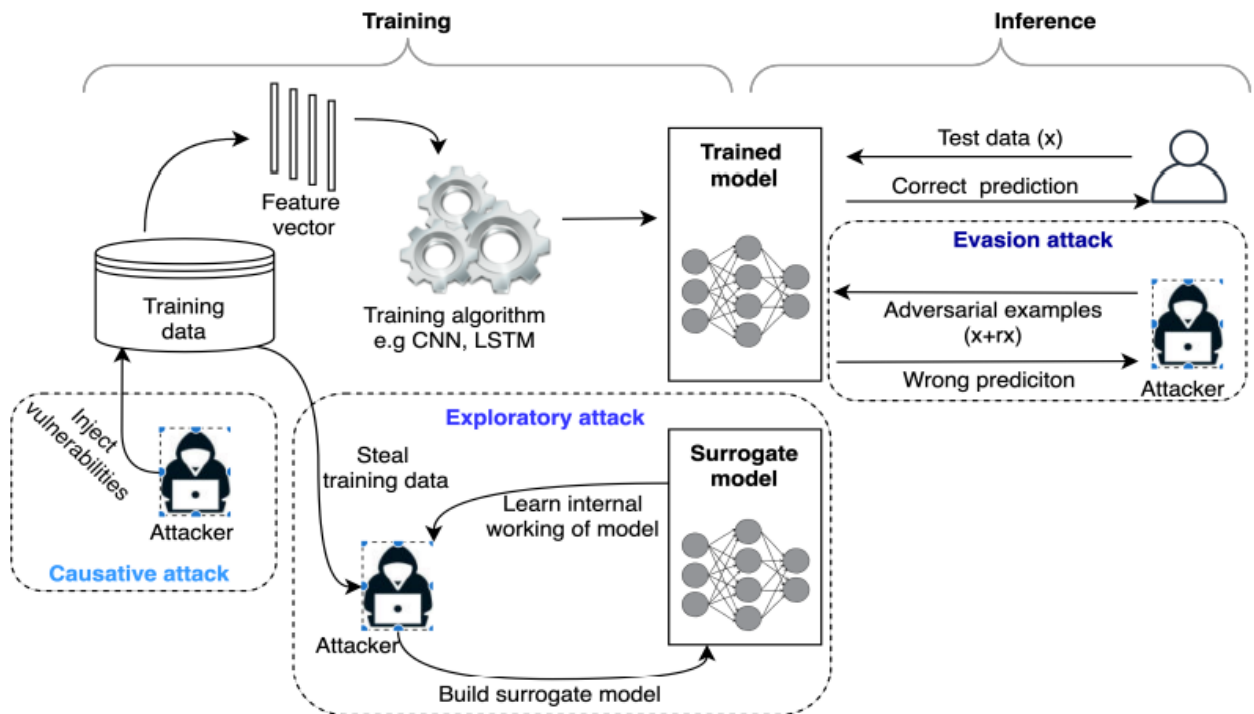 Training
Inference
Feature
vector
Training
data
Training algorithm
e.g CNN, LSTM
Trained
model
Test data (x)
Correct prediction
Evasion attack
Adversarial examples
(x+rx)
Wrong prediciton
Attacker
Inject
vulnerabilities
Attacker
Causative attack
Exploratory attack
Steal
training data
Learn internal
working of model
Surrogate
model
Attacker
Build surrogate model